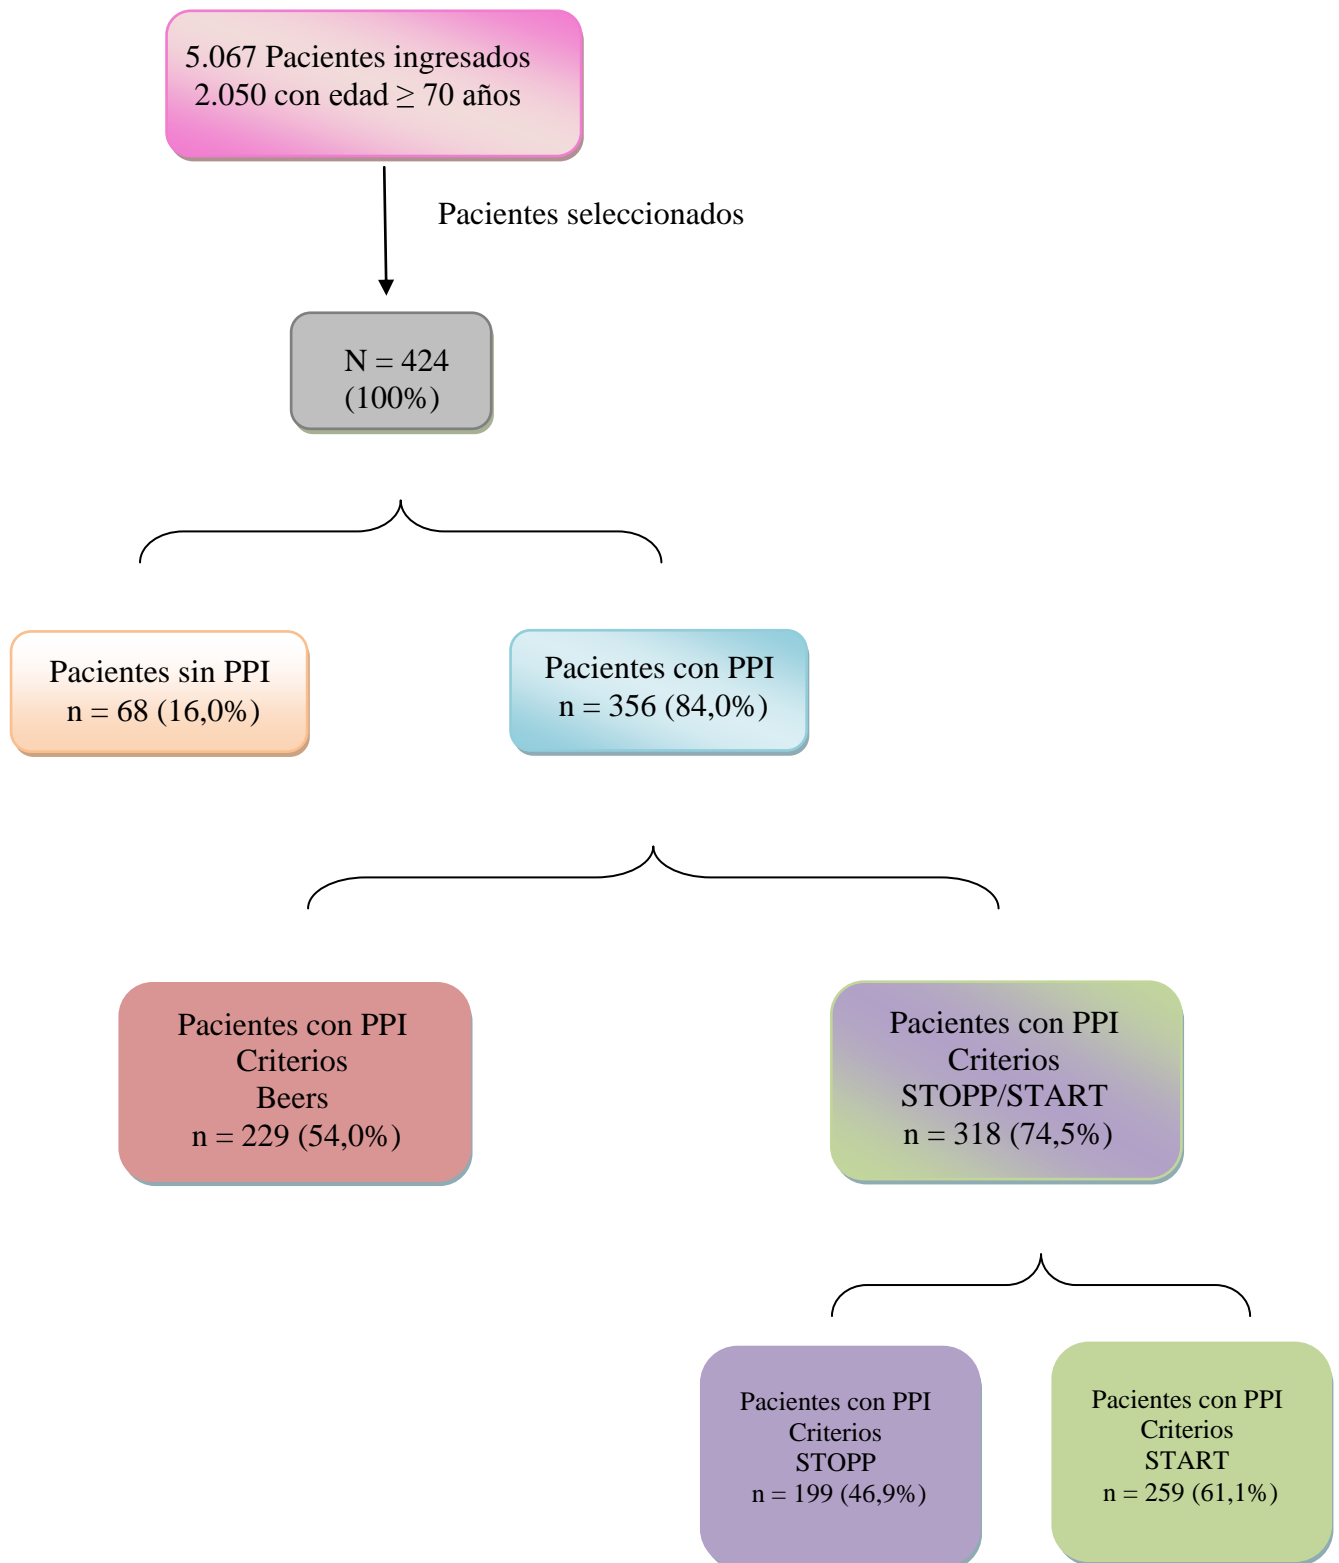 5.067 Pacientes ingresados
2.050 con edad ≥ 70 años
Pacientes seleccionados
N = 424
(100%)
Pacientes sin PPI
n = 68 (16,0%)
Pacientes con PPI
n = 356 (84,0%)
Pacientes con PPI
Criterios
Beers
n = 229 (54,0%)
Pacientes con PPI
Criterios
STOPP/START
n = 318 (74,5%)
Pacientes con PPI
Criterios
STOPP
n = 199 (46,9%)
Pacientes con PPI
Criterios
START
n = 259 (61,1%)